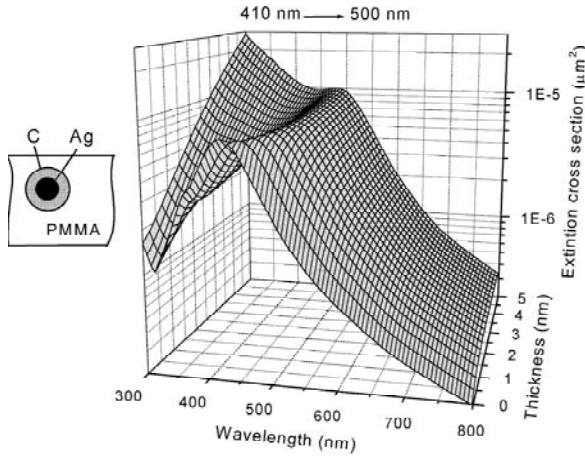 410 nm → 500 nm
C Ag
PMMA
Extintion cross section (μm²)
1E-5
1E-6
5
4
3
2
1
0
Thickness (nm)
300 400 500 600 700 800
Wavelength (nm)